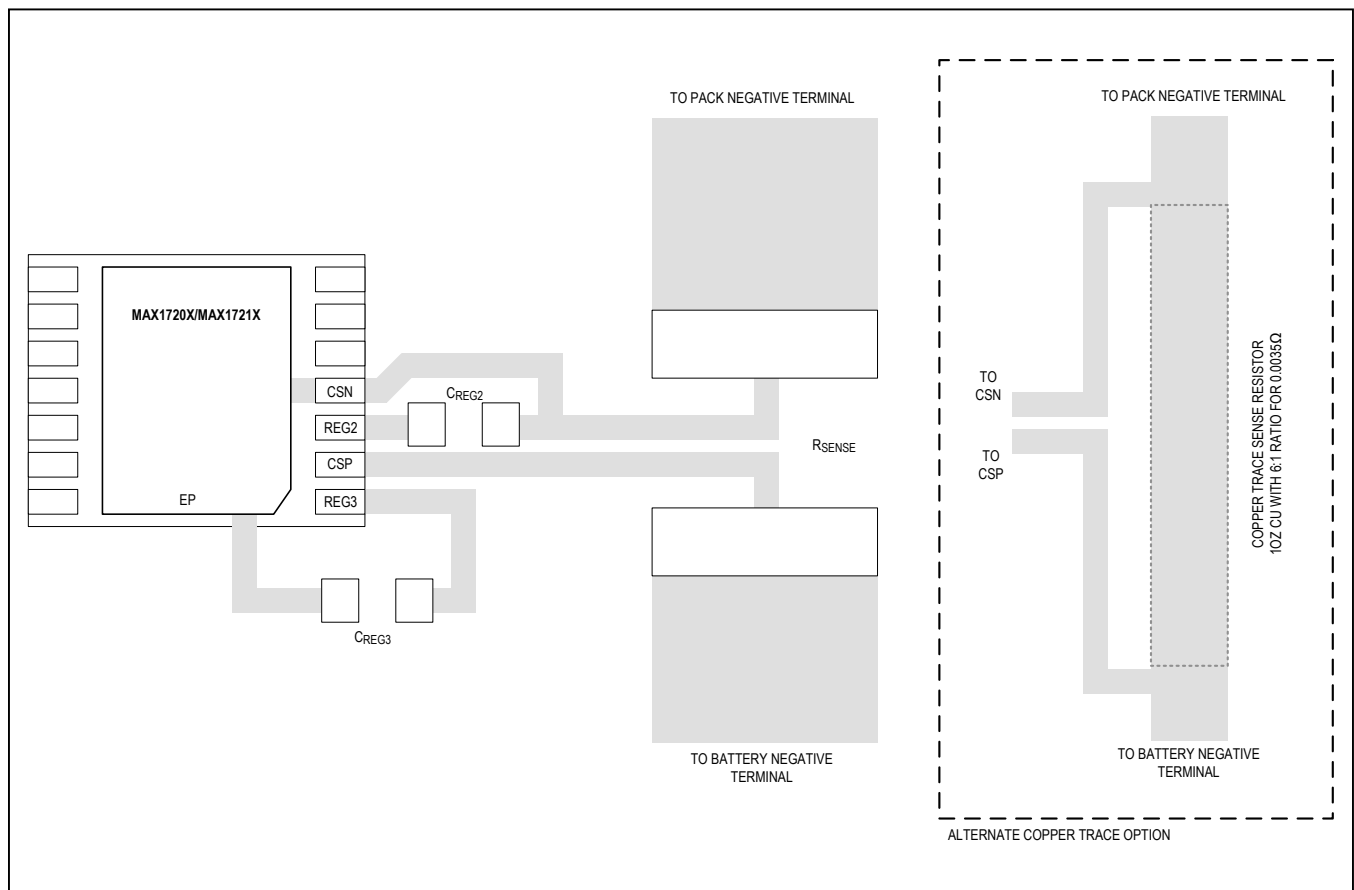 TO PACK NEGATIVE TERMINAL
TO PACK NEGATIVE TERMINAL
MAX1720X/MAX1721X
CSN
REG2
CSP
REG3
EP
CREG2
CREG3
RSENSE
TO BATTERY NEGATIVE
TERMINAL
TO
CSN
TO
CSP
COPPER TRACE SENSE RESISTOR
1OZ CU WITH 6:1 RATIO FOR 0.0035Ω
TO BATTERY NEGATIVE
TERMINAL
ALTERNATE COPPER TRACE OPTION